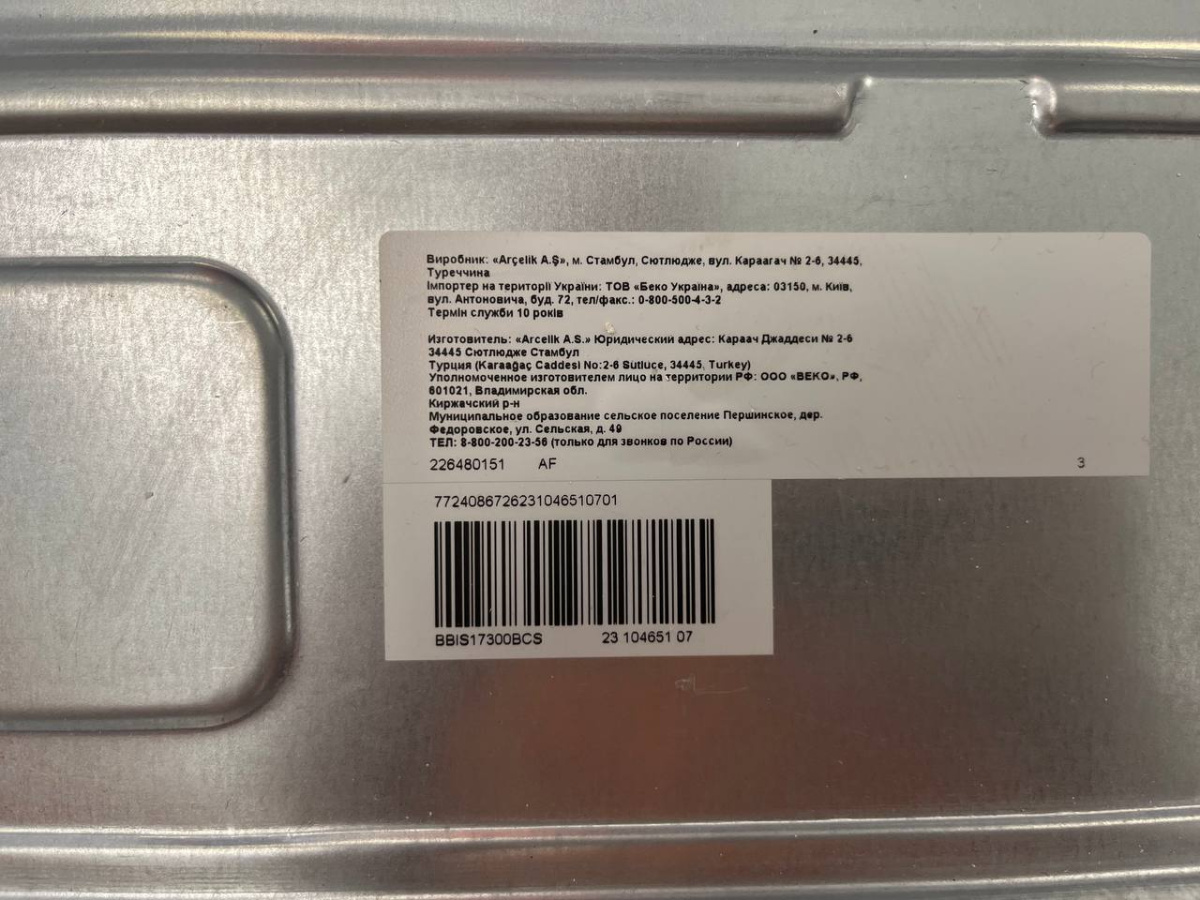 Виробник: «Arçelik A.Ş», м. Стамбул, Сютлюдже, вул. Караагач № 2-6, 34445,
Туреччина
Імпортер на території України: ТОВ «Беко Україна», адреса: 03150, м. Київ,
вул. Антоновича, буд. 72, тел/факс.: 0-800-500-4-3-2
Термін служби 10 років
Изготовитель: «Arcelik A.S.» Юридический адрес: Караач Джаддеси № 2-6
34445 Сютлюдже Стамбул
Турция (Karaağaç Caddesi No:2-6 Sütlüce, 34445, Turkey)
Уполномоченное изготовителем лицо на территории РФ: ООО «BEKO», РФ,
601021, Владимирская обл.
Киржачский р-н
Муниципальное образование сельское поселение Першинское, дер.
Федоровское, ул. Сельская, д. 49
ТЕЛ: 8-800-200-23-56 (только для звонков по России)
226480151 AF 3
7724086726231046510701
BBIS17300BCS 23 104651 07